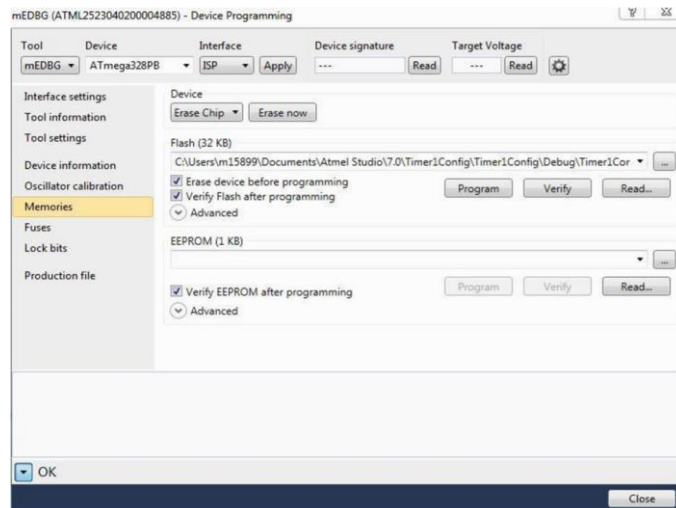 mEDBG (ATML2523040200004885) - Device Programming
Tool Device Interface Device signature Target Voltage
mEDBG ATmega328PB ISP Apply --- Read --- Read
Interface settings
Tool information
Tool settings
Device information
Oscillator calibration
Memories
Fuses
Lock bits
Production file
Device
Erase Chip Erase now
Flash (32 KB)
C:\Users\m15899\Documents\Atmel Studio\7.0\Timer1Config\Timer1Config\Debug\Timer1Cor ...
Erase device before programming
Verify Flash after programming
Program Verify Read...
Advanced
EEPROM (1 KB)
...
Verify EEPROM after programming
Program Verify Read...
Advanced
OK
Close